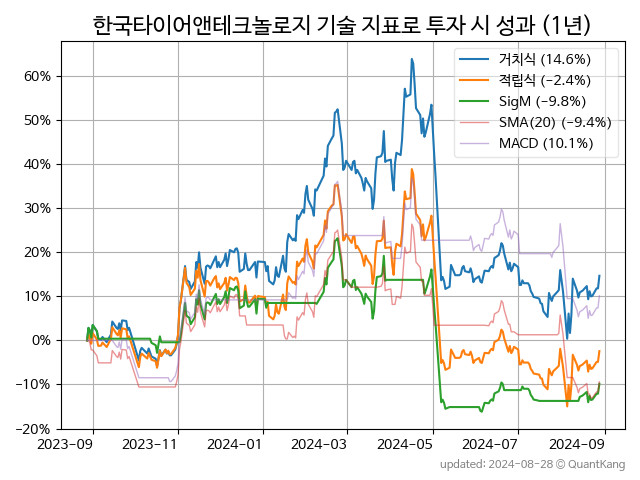 한국타이어앤테크놀로지 기술 지표로 투자 시 성과 (1년)
거치식 (14.6%)
적립식 (−2.4%)
SigM (−9.8%)
SMA(20) (−9.4%)
MACD (10.1%)
60%
50%
40%
30%
20%
10%
0%
−10%
−20%
2023-09 2023-11 2024-01 2024-03 2024-05 2024-07 2024-09
updated: 2024-08-28 © QuantKang